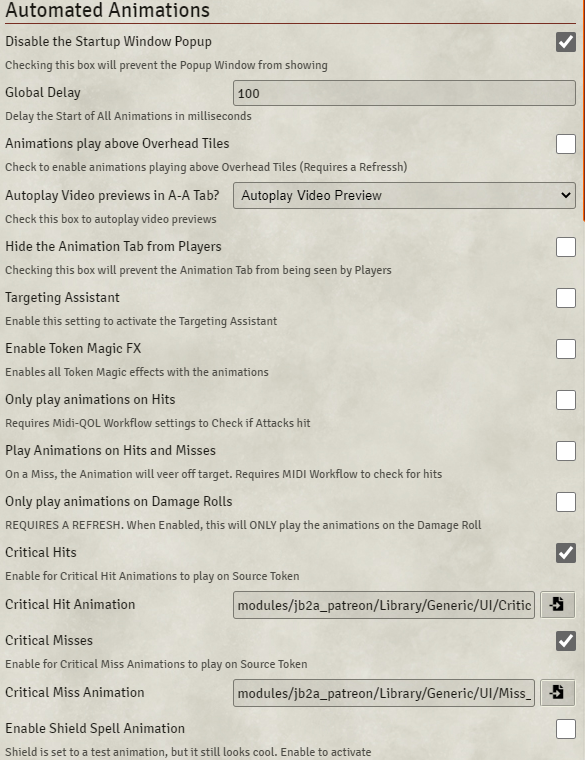 Automated Animations
Disable the Startup Window Popup
Checking this box will prevent the Popup Window from showing
Global Delay
100
Delay the Start of All Animations in milliseconds
Animations play above Overhead Tiles
Check to enable animations playing above Overhead Tiles (Requires a Refressh)
Autoplay Video previews in A-A Tab?
Autoplay Video Preview
Check this box to autoplay video previews
Hide the Animation Tab from Players
Checking this box will prevent the Animation Tab from being seen by Players
Targeting Assistant
Enable this setting to activate the Targeting Assistant
Enable Token Magic FX
Enables all Token Magic effects with the animations
Only play animations on Hits
Requires Midi-QOL Workflow settings to Check if Attacks hit
Play Animations on Hits and Misses
On a Miss, the Animation will veer off target. Requires MIDI Workflow to check for hits
Only play animations on Damage Rolls
REQUIRES A REFRESH. When Enabled, this will ONLY play the animations on the Damage Roll
Critical Hits
Enable for Critical Hit Animations to play on Source Token
Critical Hit Animation
modules/jb2a_patreon/Library/Generic/UI/Critic
Critical Misses
Enable for Critical Miss Animations to play on Source Token
Critical Miss Animation
modules/jb2a_patreon/Library/Generic/UI/Miss_
Enable Shield Spell Animation
Shield is set to a test animation, but it still looks cool. Enable to activate